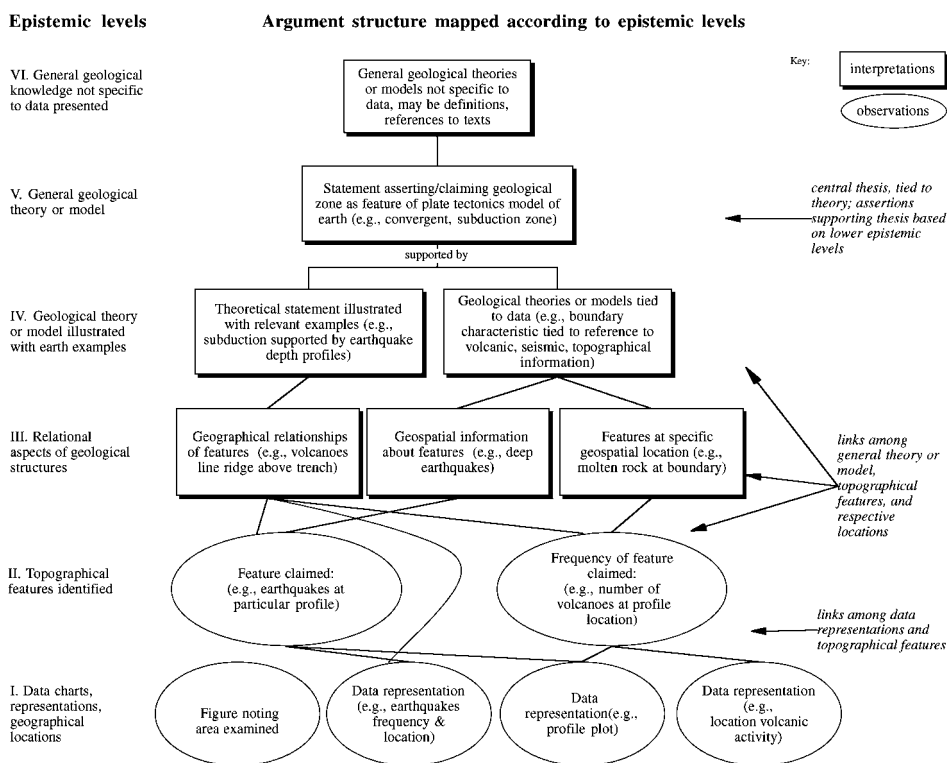 Epistemic levels
Argument structure mapped according to epistemic levels
VI. General geological
knowledge not specific
to data presented
General geological theories
or models not specific to
data, may be definitions,
references to texts
Key:
interpretations
observations
V. General geological
theory or model
Statement asserting/claiming geological
zone as feature of plate tectonics model of
earth (e.g., convergent, subduction zone)
central thesis, tied to
theory; assertions
supporting thesis based
on lower epistemic
levels
supported by
IV. Geological theory
or model illustrated
with earth examples
Theoretical statement illustrated
with relevant examples (e.g.,
subduction supported by earthquake
depth profiles)
Geological theories or models tied
to data (e.g., boundary
characteristic tied to reference to
volcanic, seismic, topographical
information)
III. Relational
aspects of geological
structures
Geographical relationships
of features (e.g., volcanoes
line ridge above trench)
Geospatial information
about features (e.g., deep
earthquakes)
Features at specific
geospatial location (e.g.,
molten rock at boundary)
links among
general theory or
model,
topographical
features, and
respective
locations
II. Topographical
features identified
Feature claimed:
(e.g., earthquakes at
particular profile)
Frequency of feature
claimed:
(e.g., number of
volcanoes at profile
location)
links among data
representations and
topographical features
I. Data charts,
representations,
geographical
locations
Figure noting
area examined
Data representation
(e.g., earthquakes
frequency &
location)
Data
representation(e.g.,
profile plot)
Data representation
(e.g.,
location volcanic
activity)